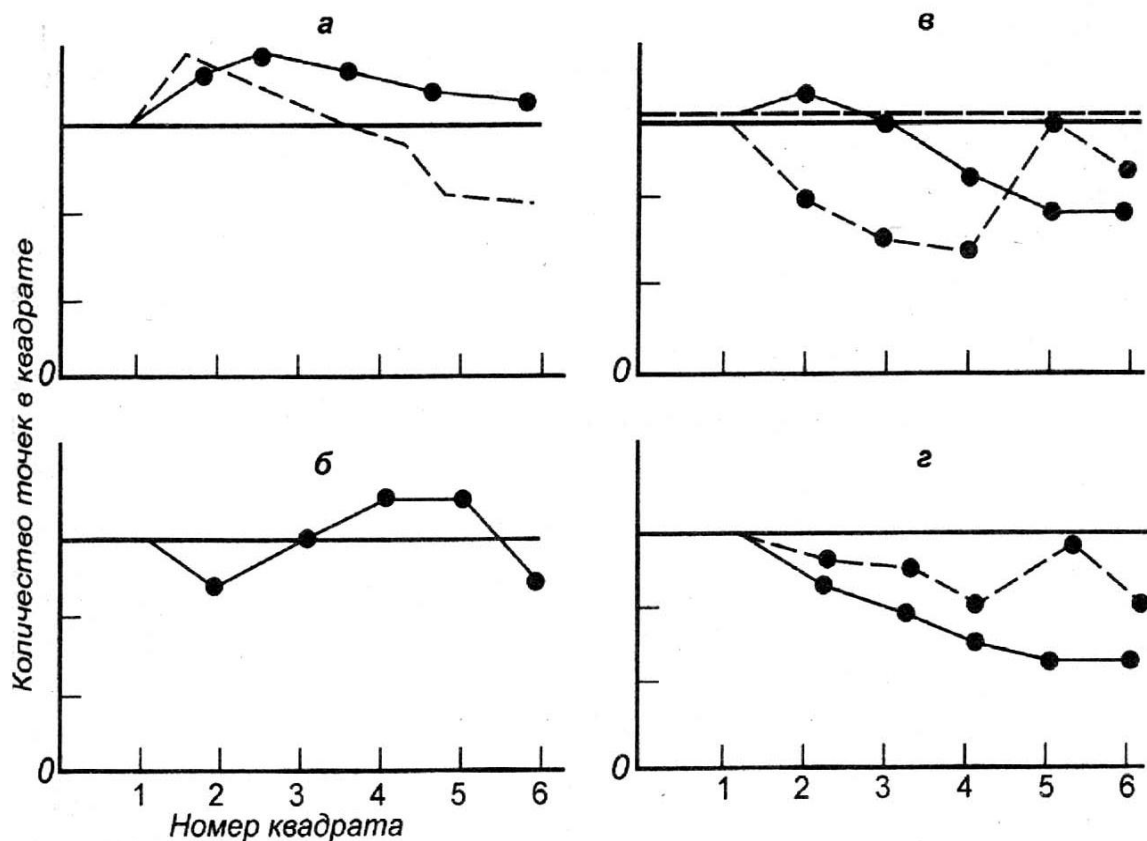 а
в
0
1 2 3 4 5 6
0
1 2 3 4 5 6
Количество точек в квадрате
б
г
0
1 2 3 4 5 6
Номер квадрата
0
1 2 3 4 5 6